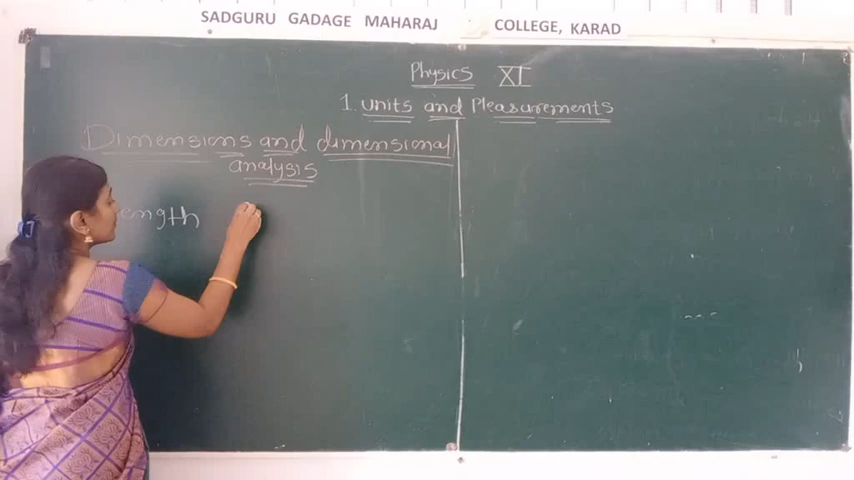 SADGURU GADAGE MAHARAJ COLLEGE, KARAD
Physics XI
1. Units and Measurements
Dimensions and dimensional
analysis
ength